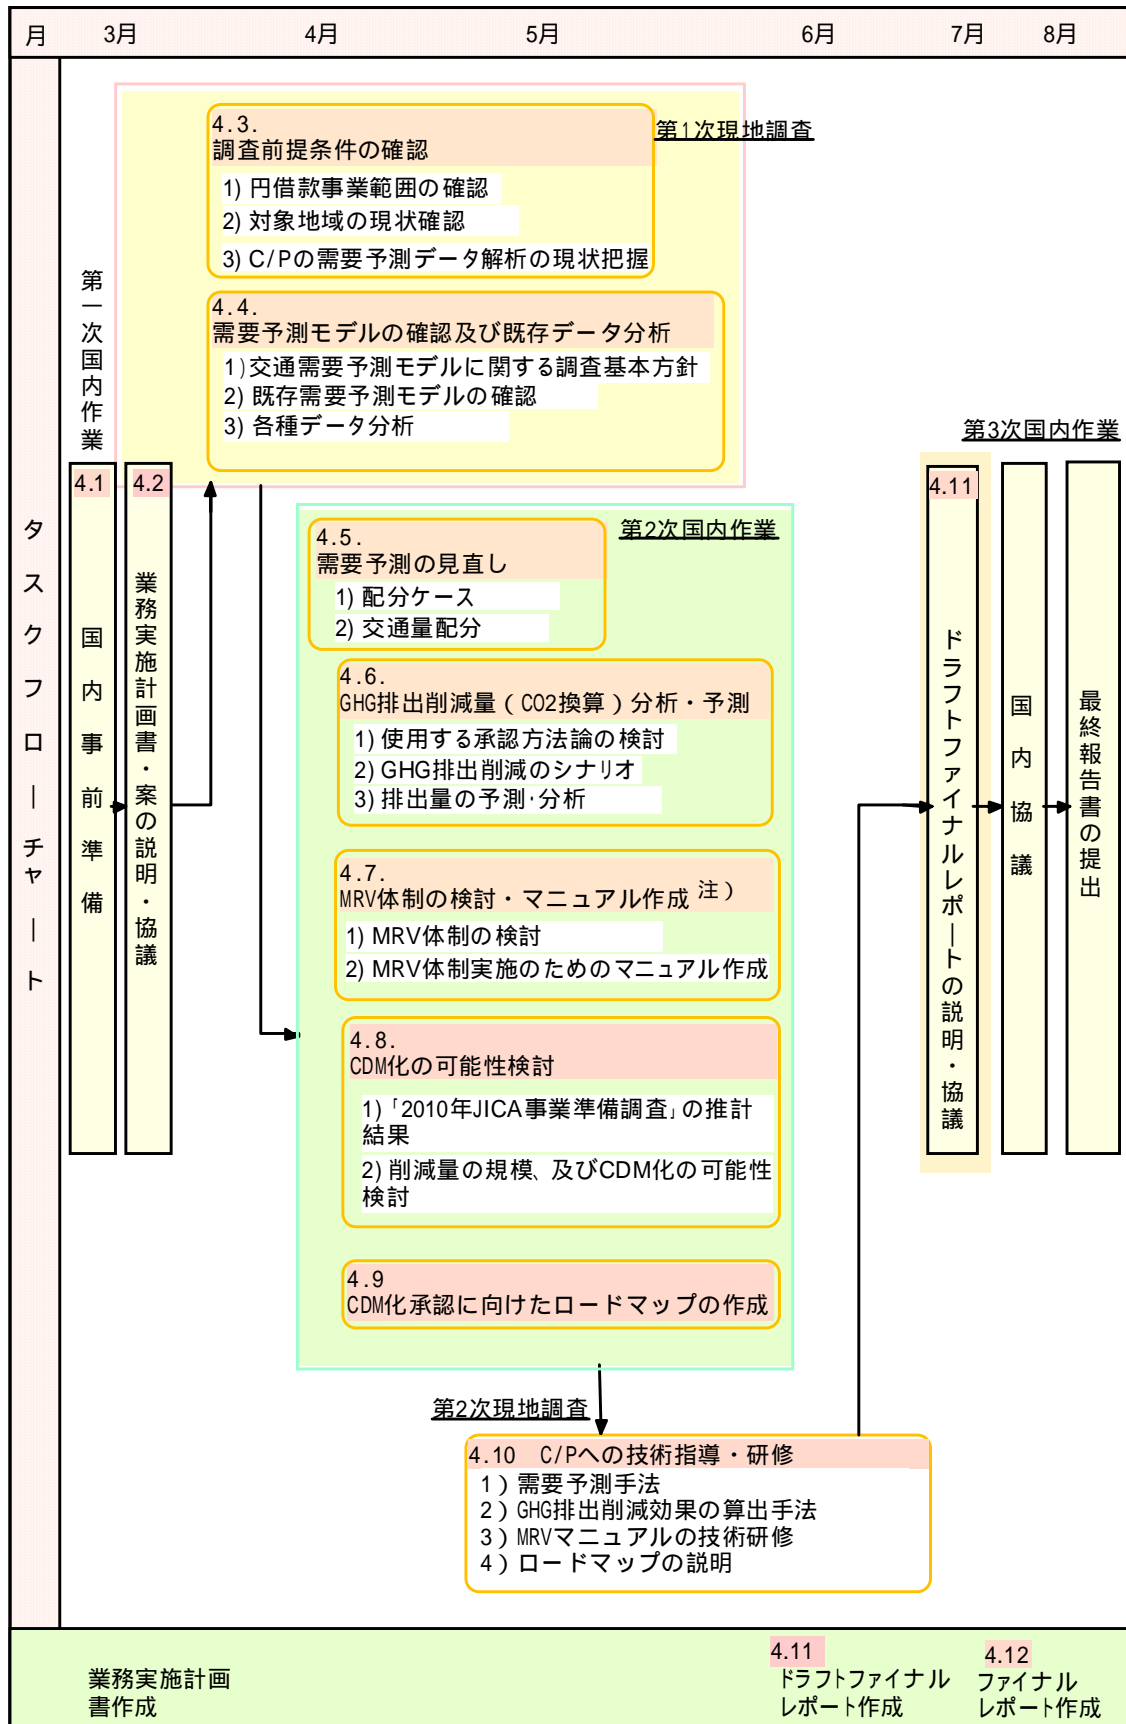 月 3月 4月 5月 6月 7月 8月
タスクフロｰチャｰト
第一次国内作業
4.1
国内事前準備
4.2
業務実施計画書・案の説明・協議
第1次現地調査
4.3.
調査前提条件の確認
1) 円借款事業範囲の確認
2) 対象地域の現状確認
3) C/Pの需要予測データ解析の現状把握
4.4.
需要予測モデルの確認及び既存データ分析
1)交通需要予測モデルに関する調査基本方針
2) 既存需要予測モデルの確認
3) 各種データ分析
第2次国内作業
4.5.
需要予測の見直し
1) 配分ケース
2) 交通量配分
4.6.
GHG排出削減量(CO2換算)分析・予測
1) 使用する承認方法論の検討
2) GHG排出削減のシナリオ
3) 排出量の予測･分析
4.7.
MRV体制の検討・マニュアル作成 注)
1) MRV体制の検討
2) MRV体制実施のためのマニュアル作成
4.8.
CDM化の可能性検討
1)｢2010年JICA事業準備調査｣の推計
結果
2) 削減量の規模、及びCDM化の可能性
検討
4.9
CDM化承認に向けたロードマップの作成
第2次現地調査
4.10 C/Pへの技術指導・研修
1)需要予測手法
2)GHG排出削減効果の算出手法
3)MRVマニュアルの技術研修
4)ロードマップの説明
第3次国内作業
4.11
ドラフトファイナルレポｰトの説明・協議
国内協議
最終報告書の提出
業務実施計画
書作成
4.11
ドラフトファイナル
レポート作成
4.12
ファイナル
レポート作成